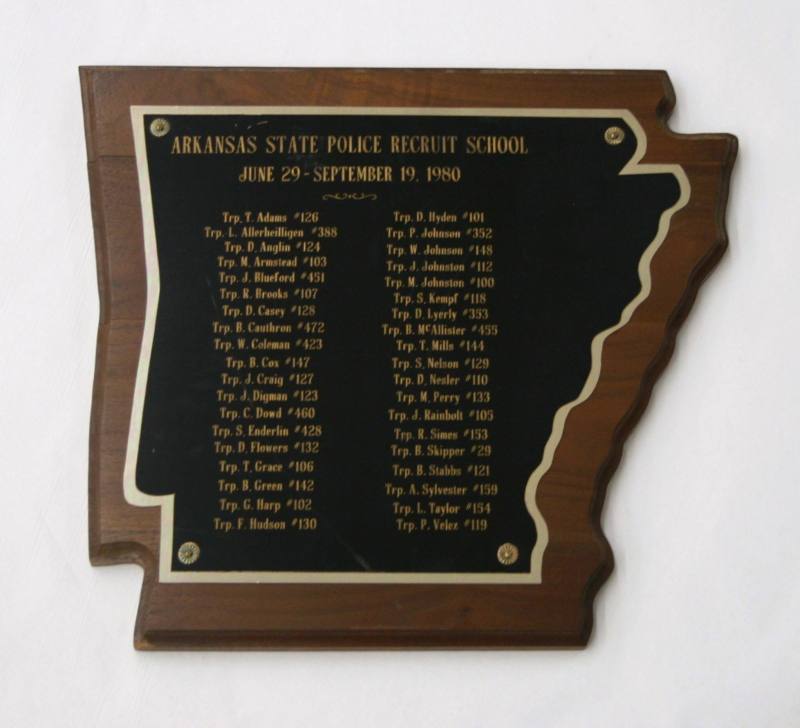 ARKANSAS STATE POLICE RECRUIT SCHOOL
JUNE 29 - SEPTEMBER 19, 1980
Trp. T. Adams #126
Trp. L. Allerheilligen #388
Trp. D. Anglin #124
Trp. M. Armstead #103
Trp. J. Blueford #451
Trp. R. Brooks #107
Trp. D. Casey #128
Trp. B. Cauthron #472
Trp. W. Coleman #423
Trp. B. Cox #147
Trp. J. Craig #127
Trp. J. Digman #123
Trp. C. Dowd #460
Trp. S. Enderlin #428
Trp. D. Flowers #132
Trp. T. Grace #106
Trp. B. Green #142
Trp. G. Harp #102
Trp. F. Hudson #130
Trp. D. Hyden #101
Trp. P. Johnson #352
Trp. W. Johnson #148
Trp. J. Johnston #112
Trp. M. Johnston #100
Trp. S. Kempf #118
Trp. D. Lyerly #353
Trp. B. McAllister #455
Trp. T. Mills #144
Trp. S. Nelson #129
Trp. D. Nesler #110
Trp. M. Perry #133
Trp. J. Rainbolt #105
Trp. R. Simes #153
Trp. B. Skipper #29
Trp. B. Stabbs #121
Trp. A. Sylvester #159
Trp. L. Taylor #154
Trp. P. Velez #119